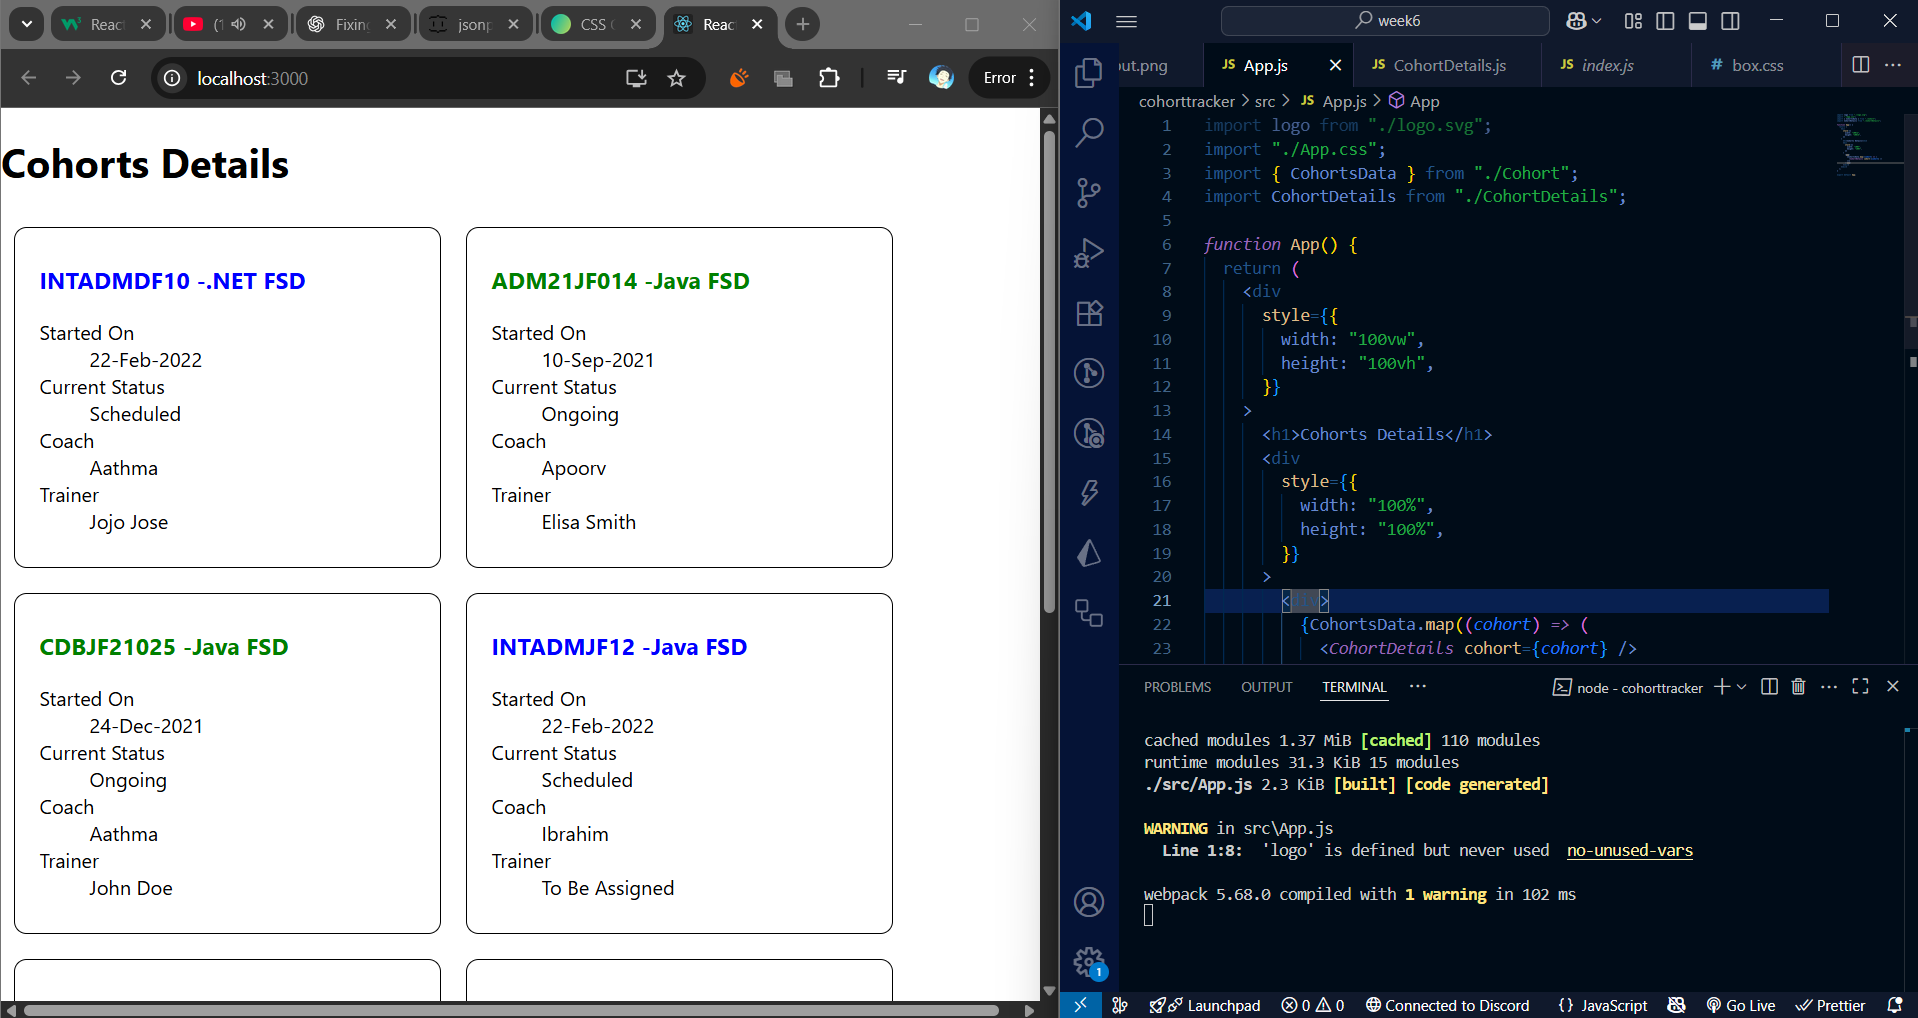 React
(1
Fixing
jsonp
CSS
React
localhost:3000
Error
Cohorts Details
INTADMDF10 -.NET FSD
Started On
22-Feb-2022
Current Status
Scheduled
Coach
Aathma
Trainer
Jojo Jose
ADM21JF014 -Java FSD
Started On
10-Sep-2021
Current Status
Ongoing
Coach
Apoorv
Trainer
Elisa Smith
CDBJF21025 -Java FSD
Started On
24-Dec-2021
Current Status
Ongoing
Coach
Aathma
Trainer
John Doe
INTADMJF12 -Java FSD
Started On
22-Feb-2022
Current Status
Scheduled
Coach
Ibrahim
Trainer
To Be Assigned
week6
out.png
JS App.js
JS CohortDetails.js
JS index.js
# box.css
cohorttracker > src > JS App.js > App
1 import logo from "./logo.svg";
2 import "./App.css";
3 import { CohortsData } from "./Cohort";
4 import CohortDetails from "./CohortDetails";
5
6 function App() {
7 return (
8 <div
9 style={{
10 width: "100vw",
11 height: "100vh",
12 }}
13 >
14 <h1>Cohorts Details</h1>
15 <div
16 style={{
17 width: "100%",
18 height: "100%",
19 }}
20 >
21 <div>
22 {CohortsData.map((cohort) => (
23 <CohortDetails cohort={cohort} />
PROBLEMS OUTPUT TERMINAL ···
node - cohorttracker
cached modules 1.37 MiB [cached] 110 modules
runtime modules 31.3 KiB 15 modules
./src/App.js 2.3 KiB [built] [code generated]
WARNING in src\App.js
Line 1:8: 'logo' is defined but never used no-unused-vars
webpack 5.68.0 compiled with 1 warning in 102 ms
1
Launchpad 0 0 Connected to Discord {} JavaScript Go Live Prettier